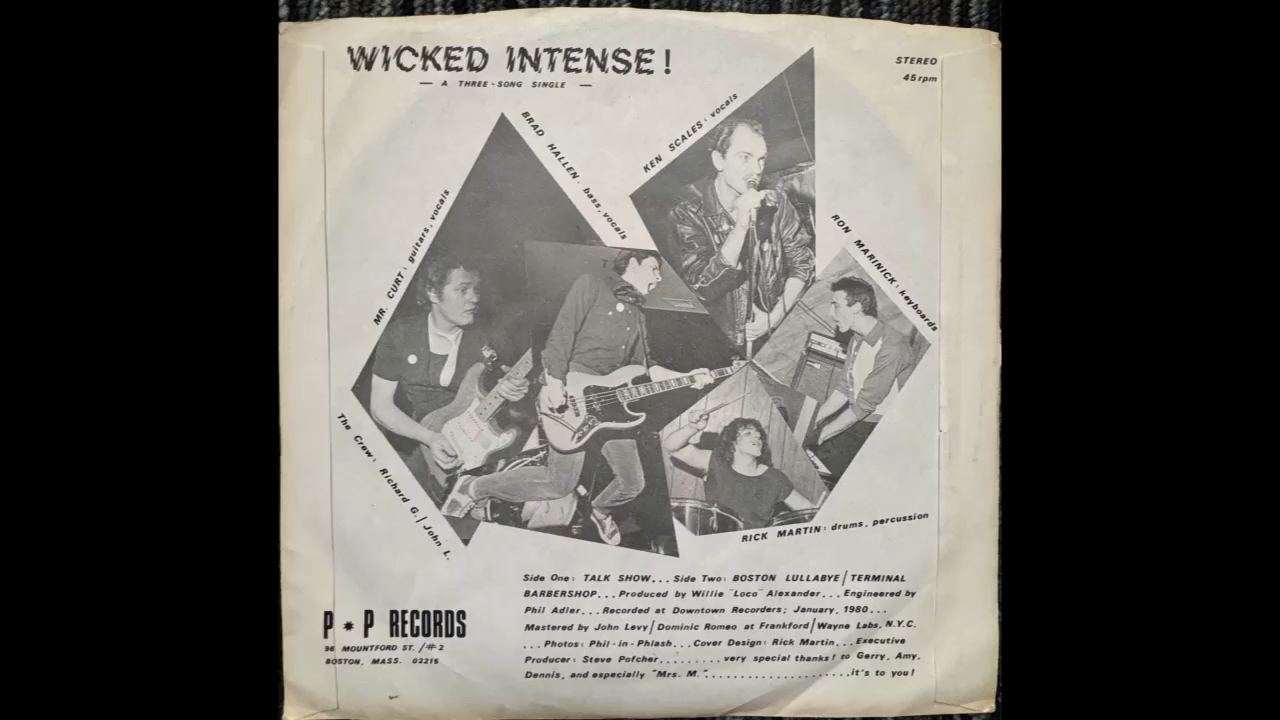 WICKED INTENSE!
— A THREE-SONG SINGLE —
STEREO
45rpm
BRAD HALLEN: bass, vocals
KEN SCALES: vocals
MR. CURT: guitars, vocals
RON MARINICK: keyboards
The Crew: Richard G./John L.
RICK MARTIN: drums, percussion
Side One: TALK SHOW... Side Two: BOSTON LULLABYE/TERMINAL
BARBERSHOP... Produced by Willie "Loco" Alexander... Engineered by
Phil Adler... Recorded at Downtown Recorders; January, 1980...
Mastered by John Levy/Dominic Romeo at Frankford/Wayne Labs, N.Y.C.
...Photos: Phil-in-Phlash... Cover Design: Rick Martin... Executive
Producer: Steve Pofcher......... very special thanks! to Gerry, Amy,
Dennis, and especially "Mrs. M."......................it's to you!
P*P RECORDS
96 MOUNTFORD ST. /#2
BOSTON, MASS. 02215